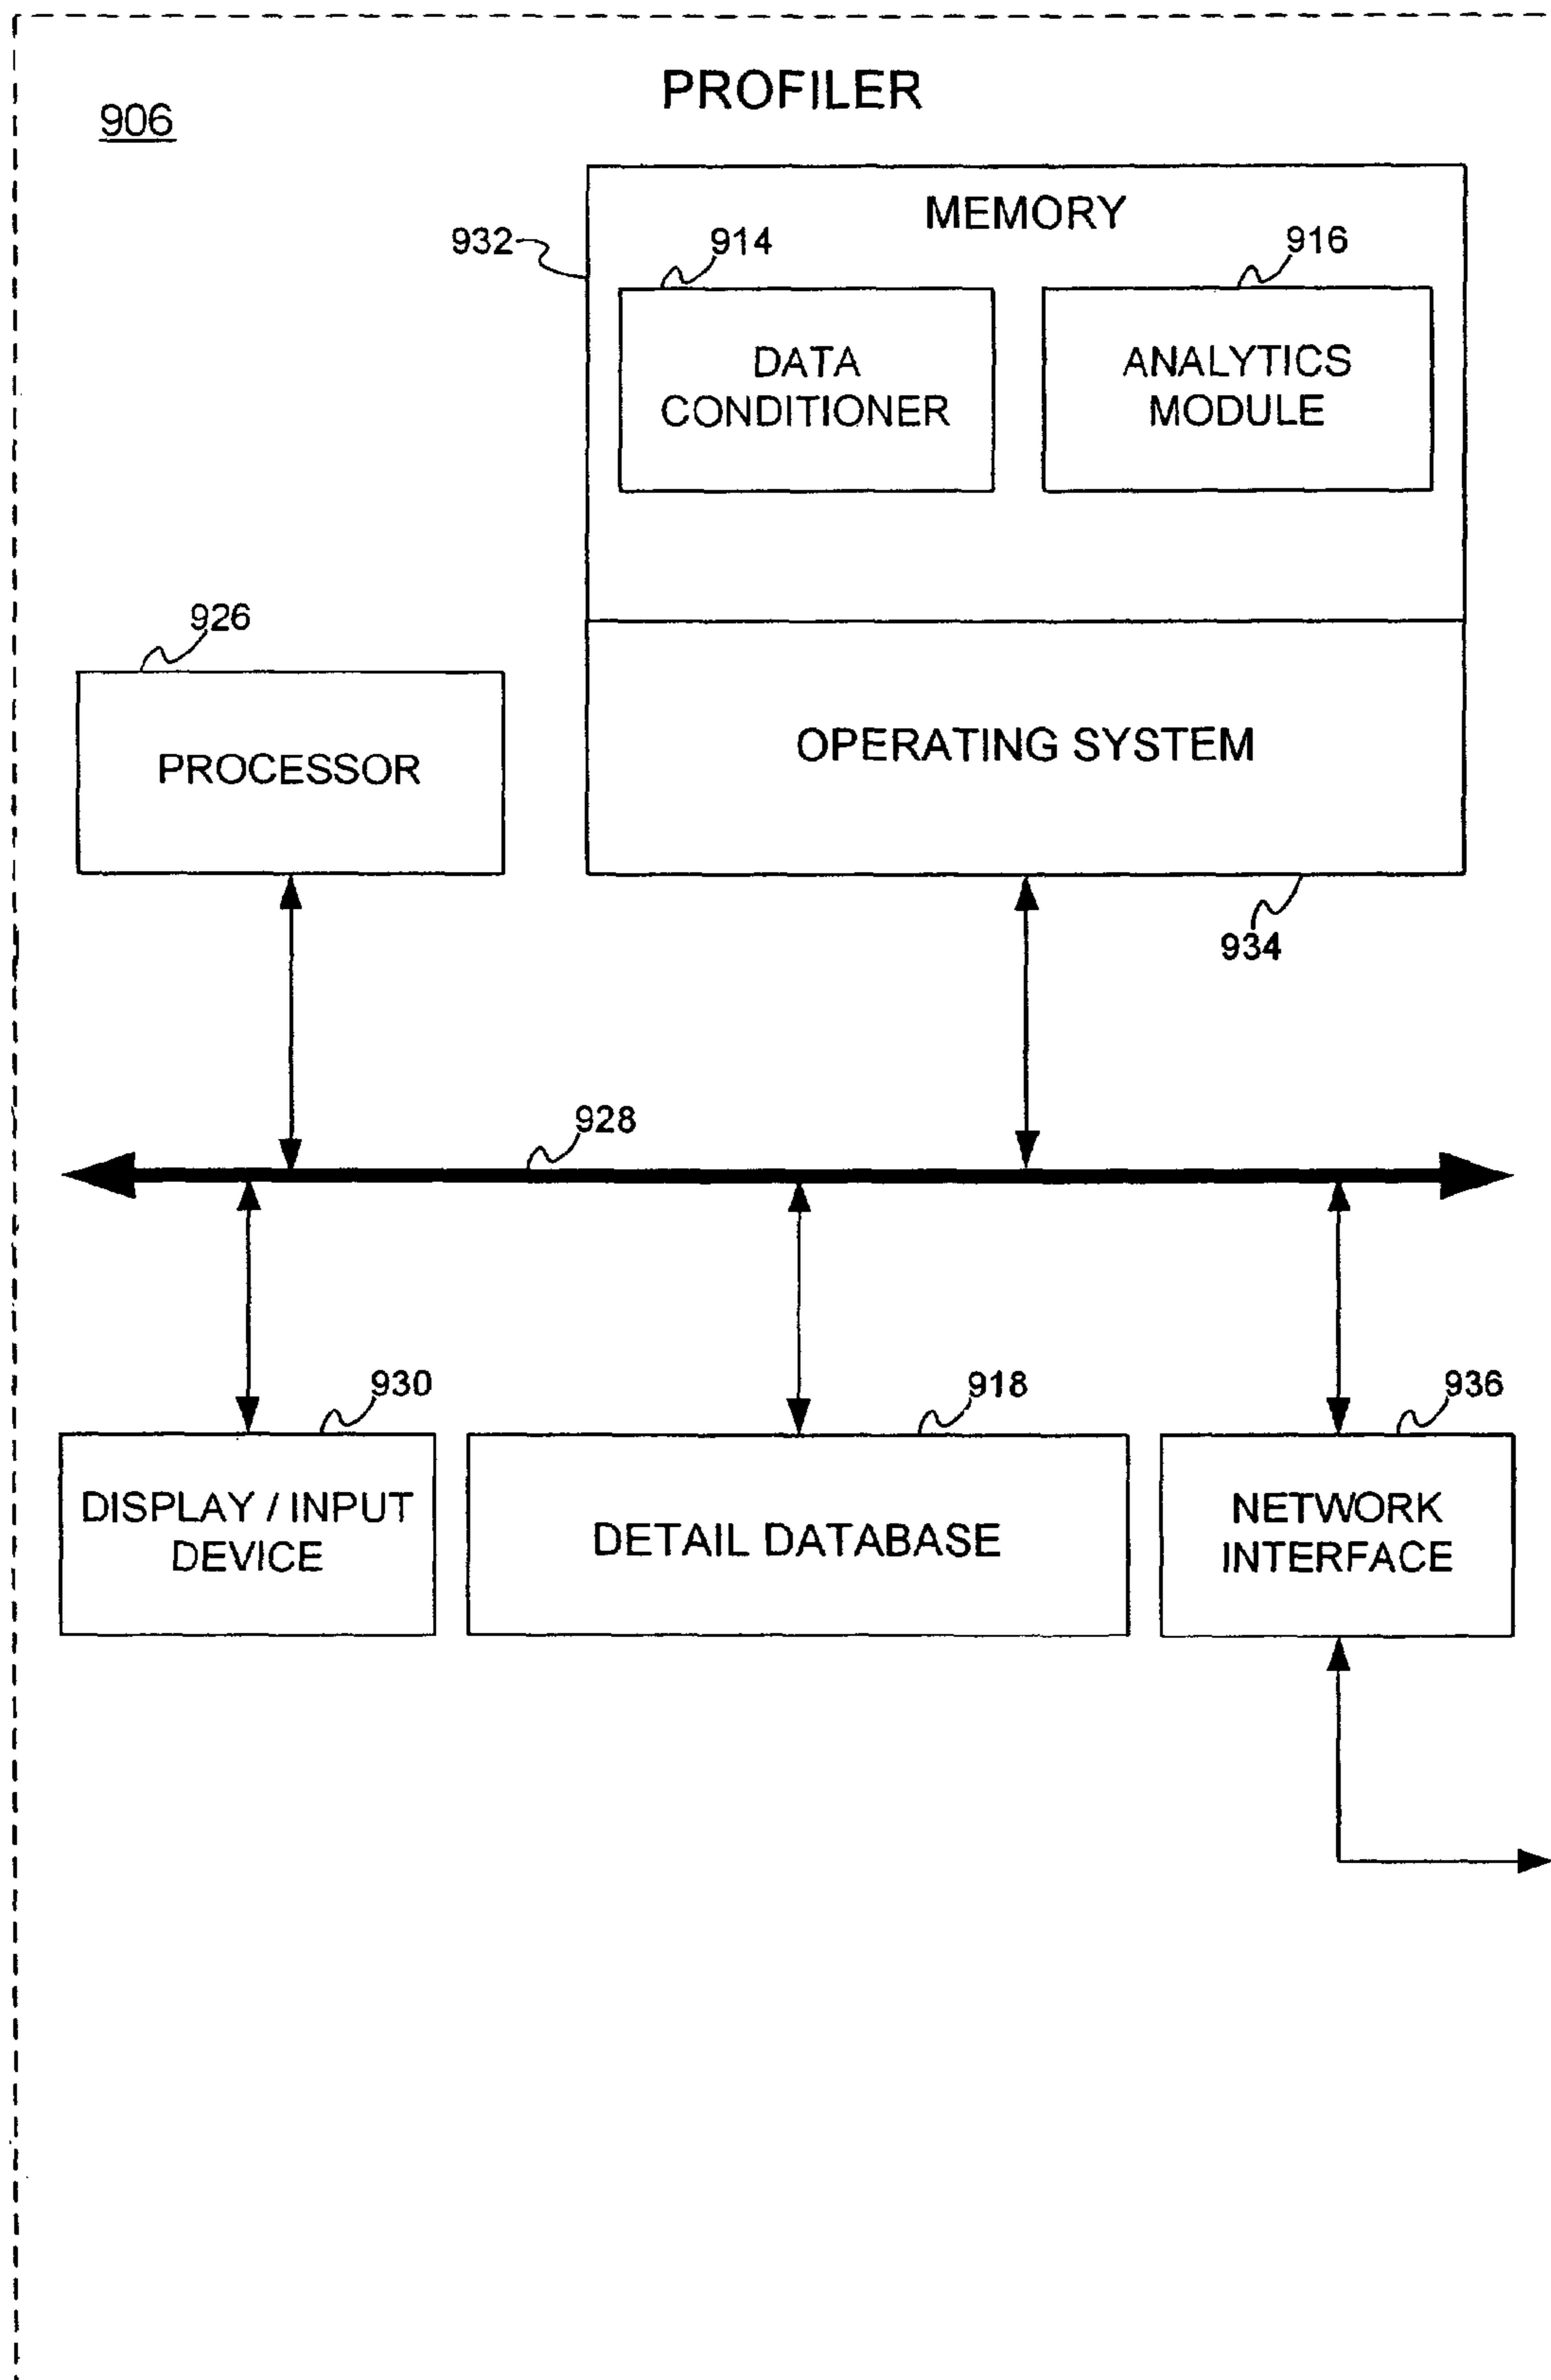 PROFILER
906
MEMORY
932
914
916
DATA
CONDITIONER
ANALYTICS
MODULE
926
PROCESSOR
OPERATING SYSTEM
934
928
930
918
936
DISPLAY / INPUT
DEVICE
DETAIL DATABASE
NETWORK
INTERFACE